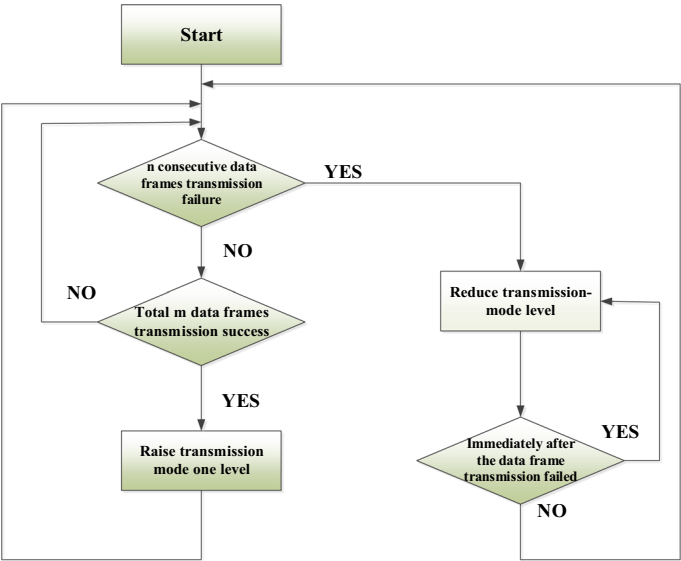 Start
n consecutive data
frames transmission
failure
YES
NO
NO
Total m data frames
transmission success
YES
Raise transmission
mode one level
Reduce transmission-
mode level
Immediately after
the data frame
transmission failed
YES
NO